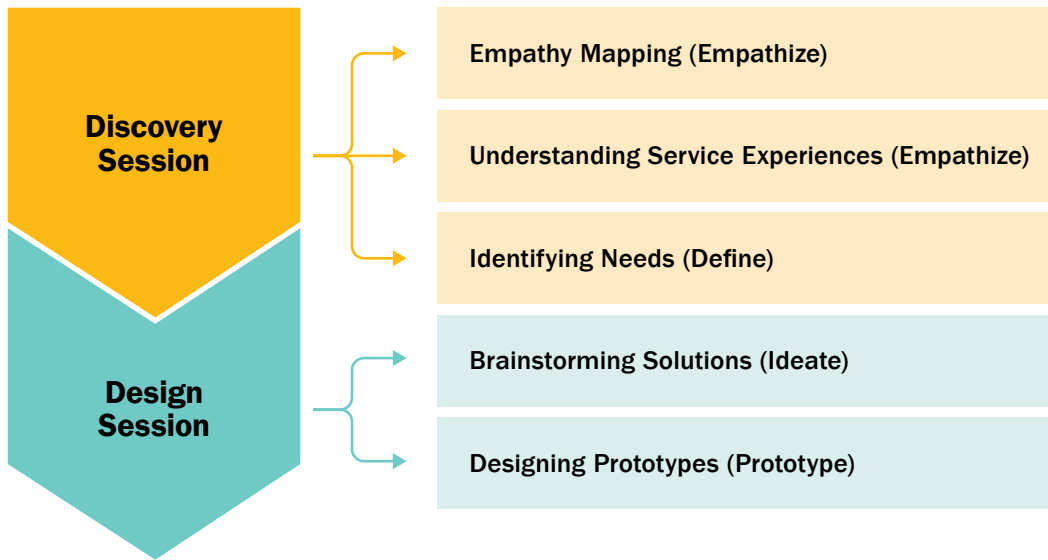 Discovery
Session
Empathy Mapping (Empathize)
Understanding Service Experiences (Empathize)
Identifying Needs (Define)
Design
Session
Brainstorming Solutions (Ideate)
Designing Prototypes (Prototype)